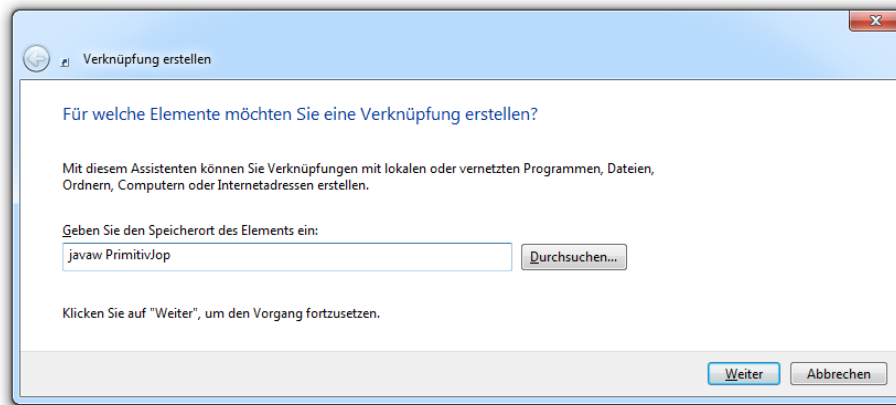 Verknüpfung erstellen
Für welche Elemente möchten Sie eine Verknüpfung erstellen?
Mit diesem Assistenten können Sie Verknüpfungen mit lokalen oder vernetzten Programmen, Dateien,
Ordnern, Computern oder Internetadressen erstellen.
Geben Sie den Speicherort des Elements ein:
javaw PrimitivJop
Durchsuchen...
Klicken Sie auf "Weiter", um den Vorgang fortzusetzen.
Weiter
Abbrechen